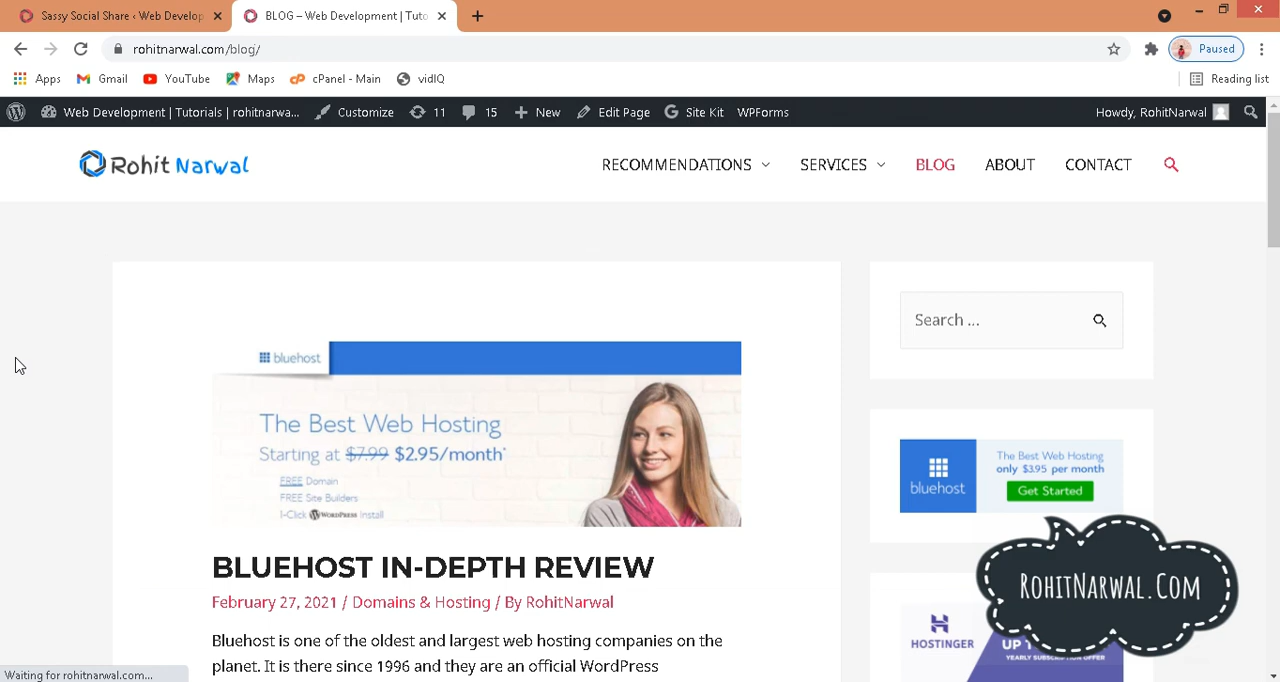 Sassy Social Share ‹ Web Develop
BLOG – Web Development | Tuto
rohitnarwal.com/blog/
Paused
Apps
Gmail
YouTube
Maps
cPanel - Main
vidIQ
Reading list
Web Development | Tutorials | rohitnarwa...
Customize
11
15
New
Edit Page
Site Kit
WPForms
Howdy, RohitNarwal
Rohit Narwal
RECOMMENDATIONS
SERVICES
BLOG
ABOUT
CONTACT
Search ...
bluehost
The Best Web Hosting
Starting at $7.99 $2.95/month*
FREE Domain
FREE Site Builders
1-Click WORDPRESS Install
bluehost
The Best Web Hosting
only $3.95 per month
Get Started
BLUEHOST IN-DEPTH REVIEW
February 27, 2021 / Domains & Hosting / By RohitNarwal
Bluehost is one of the oldest and largest web hosting companies on the
planet. It is there since 1996 and they are an official WordPress
HOSTINGER
UP T
YEARLY SUBSCRIPTION OFFER
RohitNarwal.Com
Waiting for rohitnarwal.com...